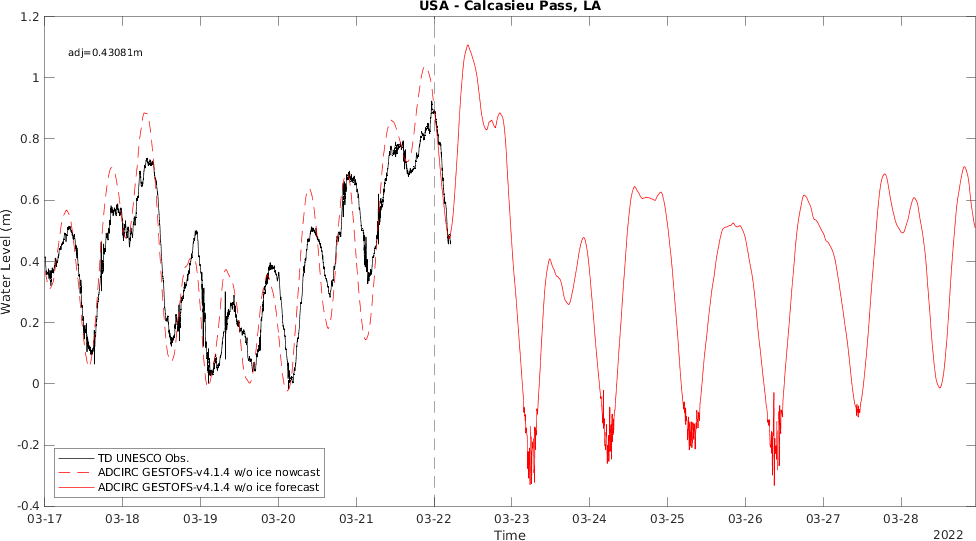 USA - Calcasieu Pass, LA
adj=0.43081m
1.2
1
0.8
0.6
0.4
0.2
0
-0.2
-0.4
Water Level (m)
TD UNESCO Obs.
ADCIRC GESTOFS-v4.1.4 w/o ice nowcast
ADCIRC GESTOFS-v4.1.4 w/o ice forecast
03-17 03-18 03-19 03-20 03-21 03-22 03-23 03-24 03-25 03-26 03-27 03-28
Time
2022